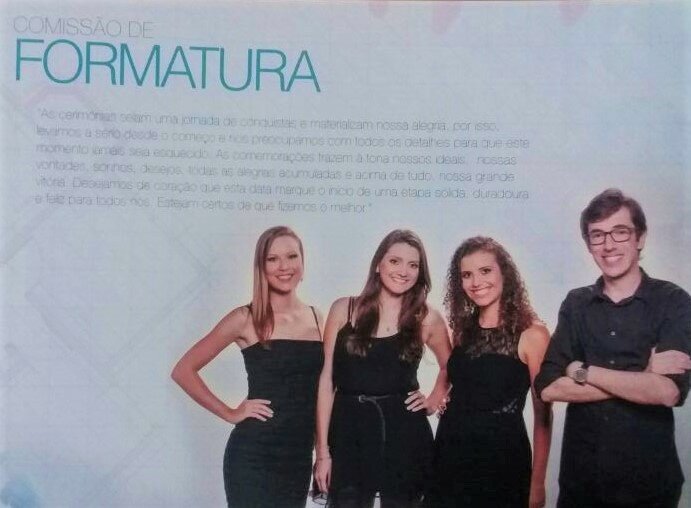 COMISSÃO DE
FORMATURA
"As cerimônias selam uma jornada de conquistas e materializam nossa alegria, por isso,
levamos a sério desde o começo e nos preocupamos com todos os detalhes para que este
momento jamais seja esquecido. As comemorações trazem à tona nossos ideais, nossas
vontades, sonhos, desejos, todas as alegrias acumuladas e acima de tudo, nossa grande
vitória. Desejamos de coração que esta data marque o início de uma etapa sólida, duradoura
e feliz para todos nós. Estejam certos de que fizemos o melhor."